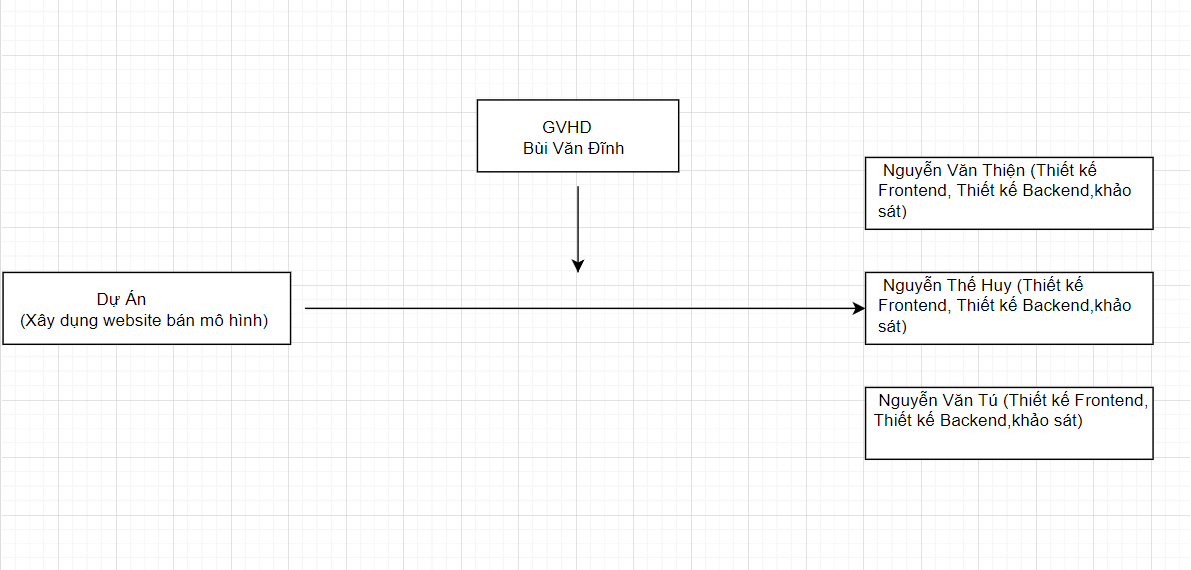 GVHD
Bùi Văn Đĩnh
Nguyễn Văn Thiện (Thiết kế
Frontend, Thiết kế Backend,khảo
sát)
Dự Án
(Xây dụng website bán mô hình)
Nguyễn Thế Huy (Thiết kế
Frontend, Thiết kế Backend,khảo
sát)
Nguyễn Văn Tú (Thiết kế Frontend,
Thiết kế Backend,khảo sát)